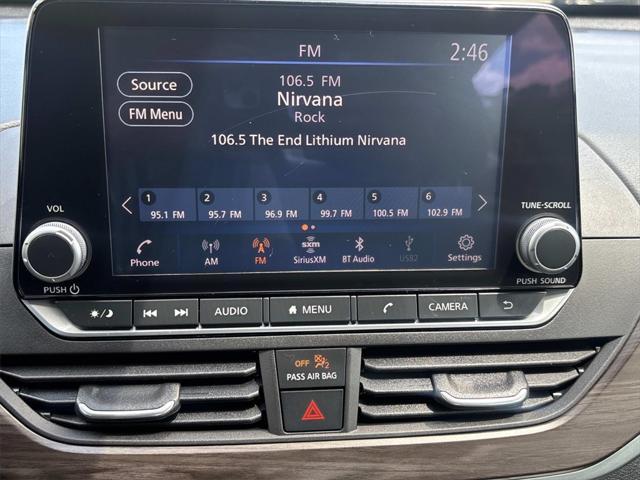 FM 2:46
Source
106.5 FM
Nirvana
FM Menu
Rock
106.5 The End Lithium Nirvana
1 2 3 4 5 6
95.1 FM 95.7 FM 96.9 FM 99.7 FM 100.5 FM 102.9 FM
VOL
TUNE•SCROLL
Phone AM FM sxm SiriusXM BT Audio USB2 Settings
PUSH
PUSH SOUND
AUDIO MENU CAMERA
OFF 2
PASS AIR BAG